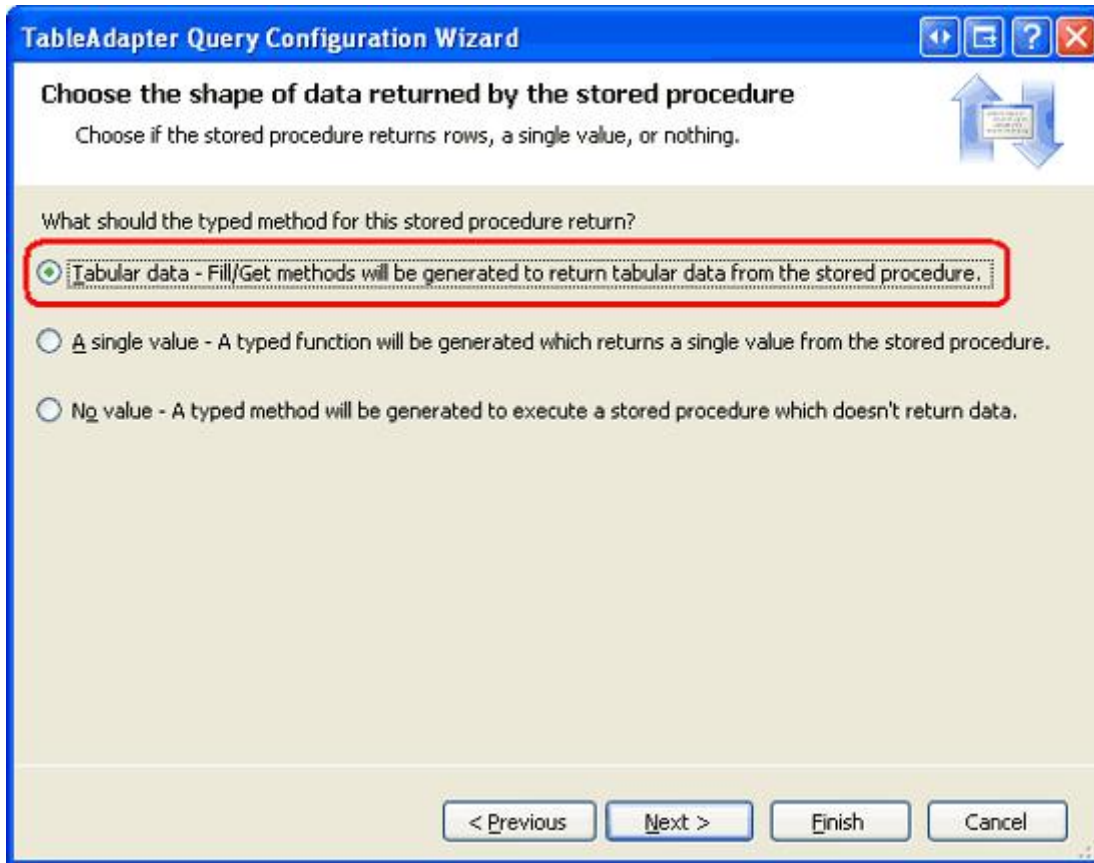 TableAdapter Query Configuration Wizard
Choose the shape of data returned by the stored procedure
Choose if the stored procedure returns rows, a single value, or nothing.
What should the typed method for this stored procedure return?
Tabular data - Fill/Get methods will be generated to return tabular data from the stored procedure.
A single value - A typed function will be generated which returns a single value from the stored procedure.
No value - A typed method will be generated to execute a stored procedure which doesn't return data.
< Previous Next > Finish Cancel